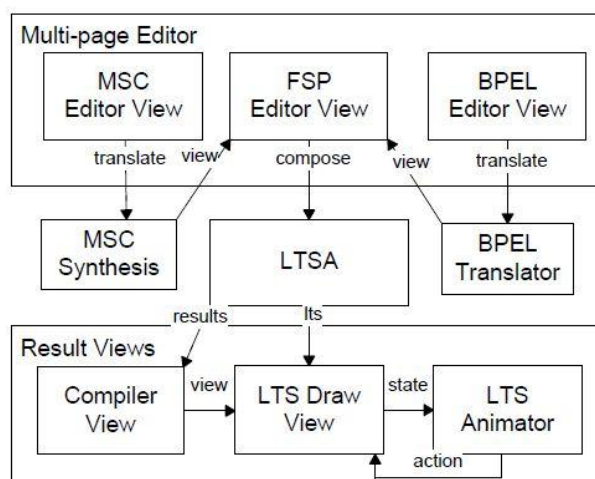 Multi-page Editor
MSC
Editor View
FSP
Editor View
BPEL
Editor View
translate
view
compose
view
translate
MSC
Synthesis
LTSA
BPEL
Translator
results
lts
Result Views
Compiler
View
view
LTS Draw
View
state
LTS
Animator
action